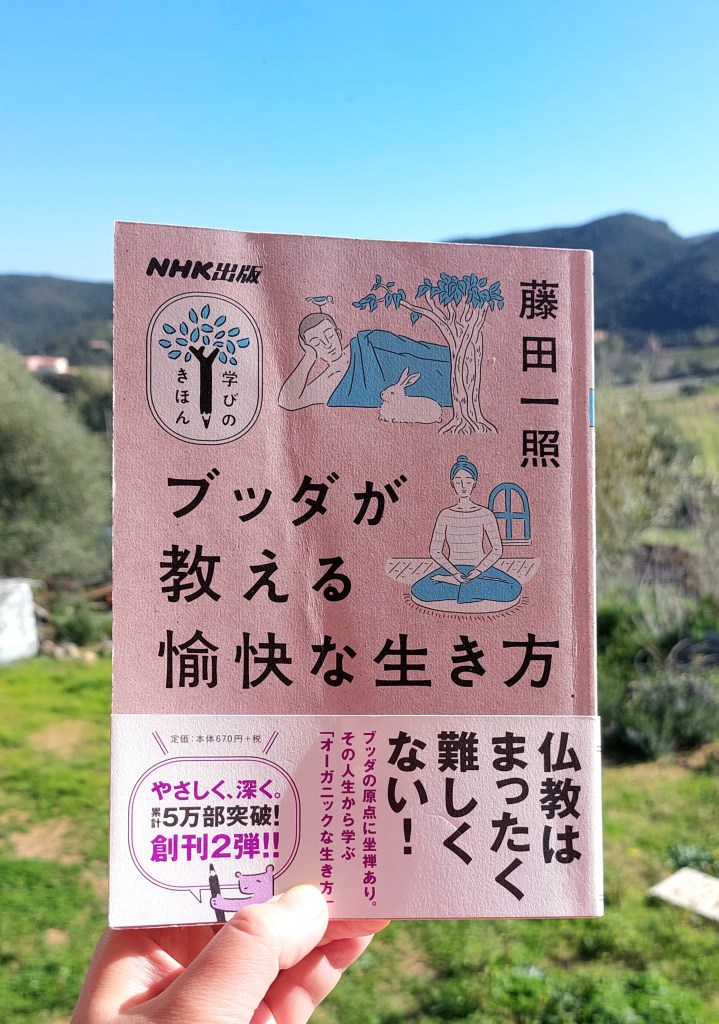 NHK出版
学びの
きほん
藤田一照
ブッダが
教える
愉快な生き方
仏教は
まったく
難しく
ない!
ブッダの原点に坐禅あり。
その人生から学ぶ
「オーガニックな生き方」
定価:本体670円+税
やさしく、深く。
累計5万部突破!
創刊2弾!!